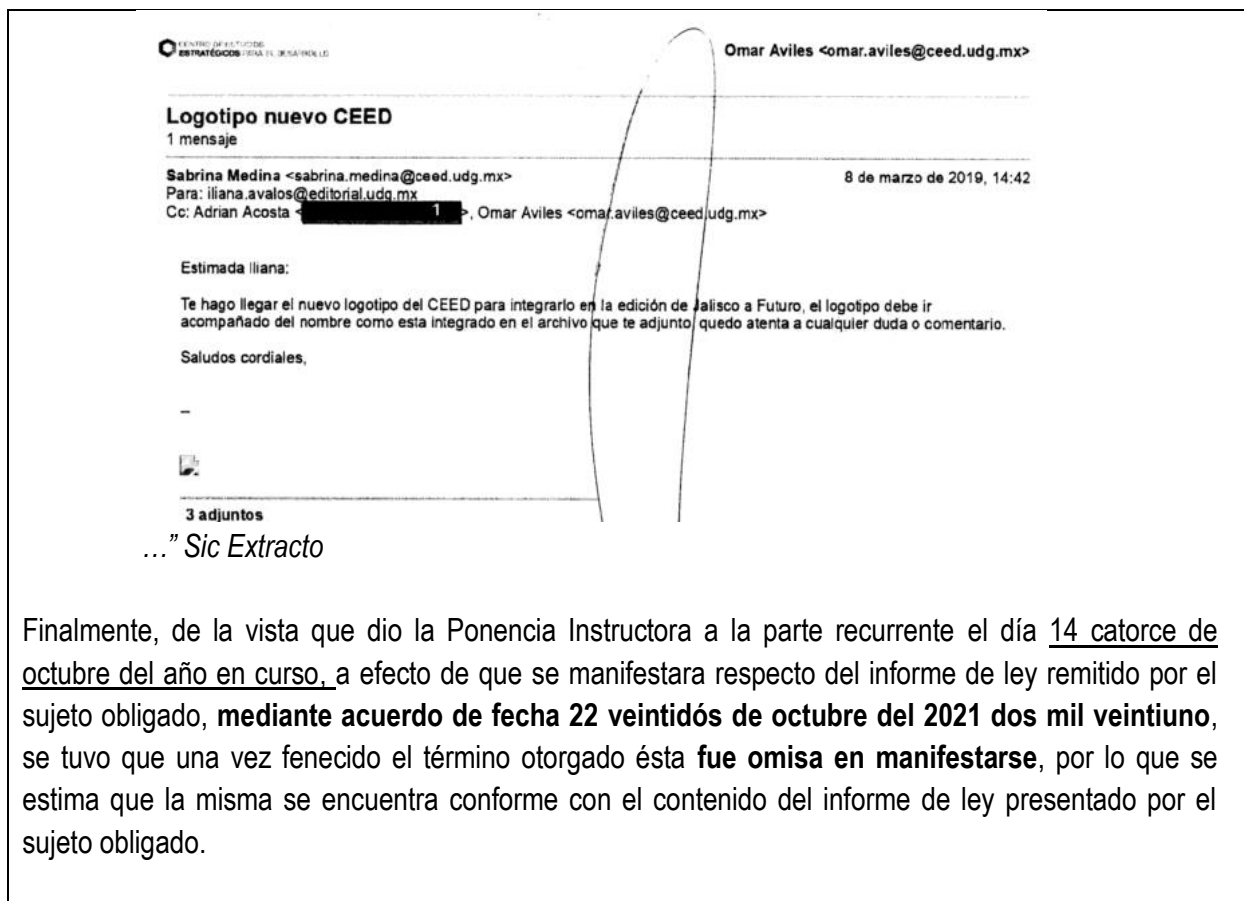 CENTRO DE ESTUDIOS
ESTRATÉGICOS PARA EL DESARROLLO
Omar Aviles <omar.aviles@ceed.udg.mx>
Logotipo nuevo CEED
1 mensaje
Sabrina Medina <sabrina.medina@ceed.udg.mx>
8 de marzo de 2019, 14:42
Para: iliana.avalos@editorial.udg.mx
Cc: Adrian Acosta < 1 >, Omar Aviles <omar.aviles@ceed.udg.mx>
Estimada Iliana:
Te hago llegar el nuevo logotipo del CEED para integrarlo en la edición de Jalisco a Futuro, el logotipo debe ir
acompañado del nombre como esta integrado en el archivo que te adjunto, quedo atenta a cualquier duda o comentario.
Saludos cordiales,
–
3 adjuntos
…” Sic Extracto
Finalmente, de la vista que dio la Ponencia Instructora a la parte recurrente el día 14 catorce de
octubre del año en curso, a efecto de que se manifestara respecto del informe de ley remitido por el
sujeto obligado, mediante acuerdo de fecha 22 veintidós de octubre del 2021 dos mil veintiuno,
se tuvo que una vez fenecido el término otorgado ésta fue omisa en manifestarse, por lo que se
estima que la misma se encuentra conforme con el contenido del informe de ley presentado por el
sujeto obligado.